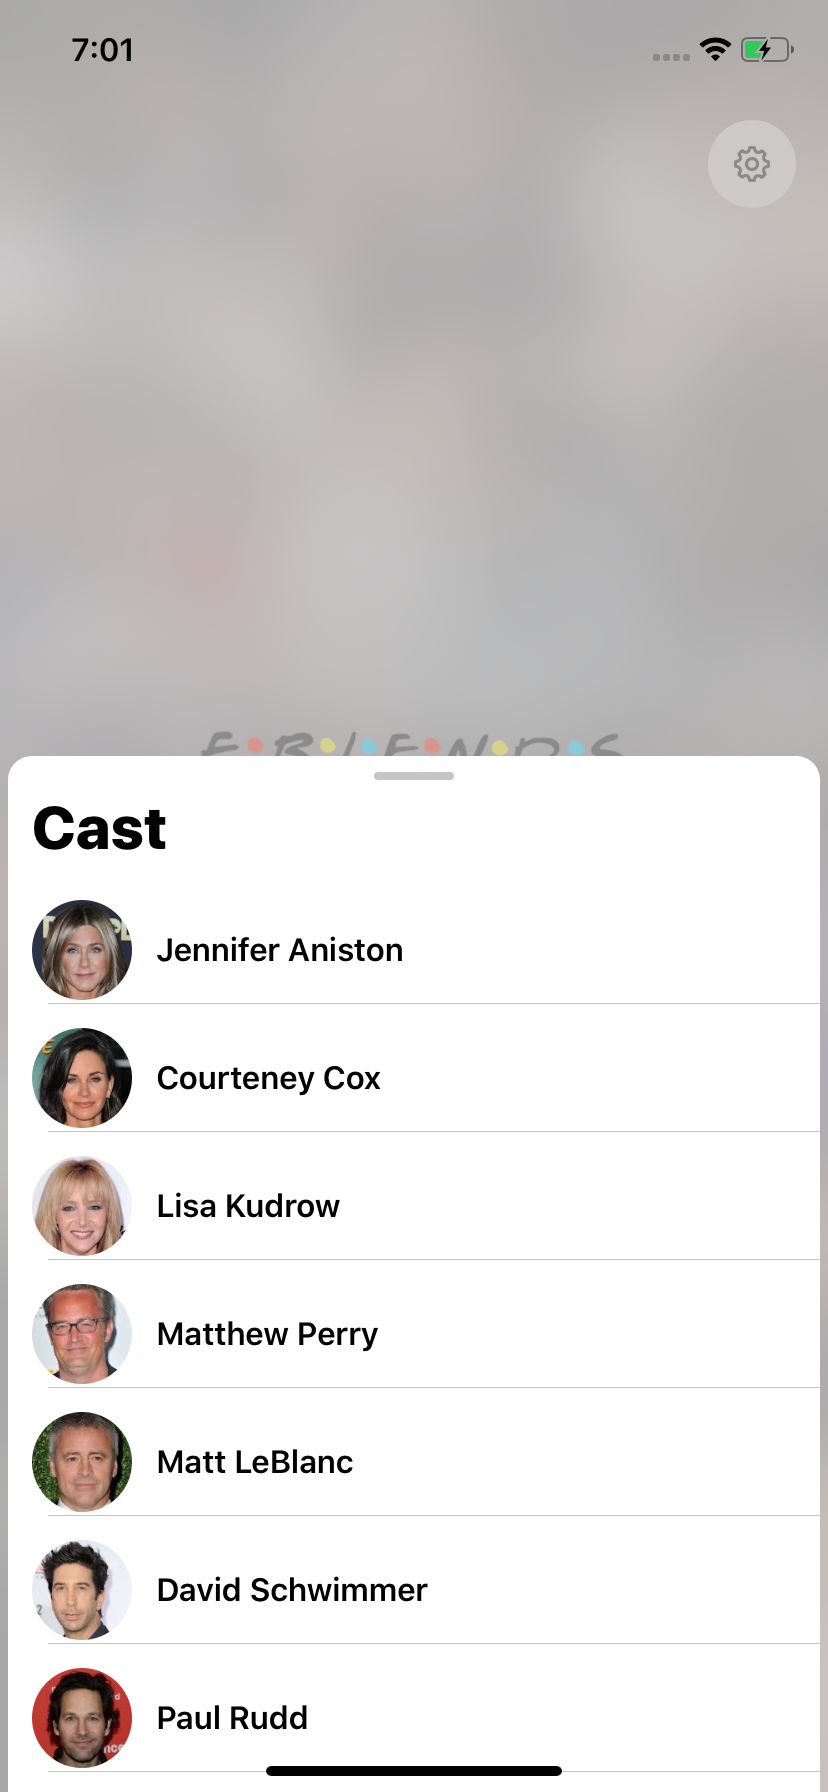 7:01
F•R•I•E•N•D•S
Cast
Jennifer Aniston
Courteney Cox
Lisa Kudrow
Matthew Perry
Matt LeBlanc
David Schwimmer
Paul Rudd